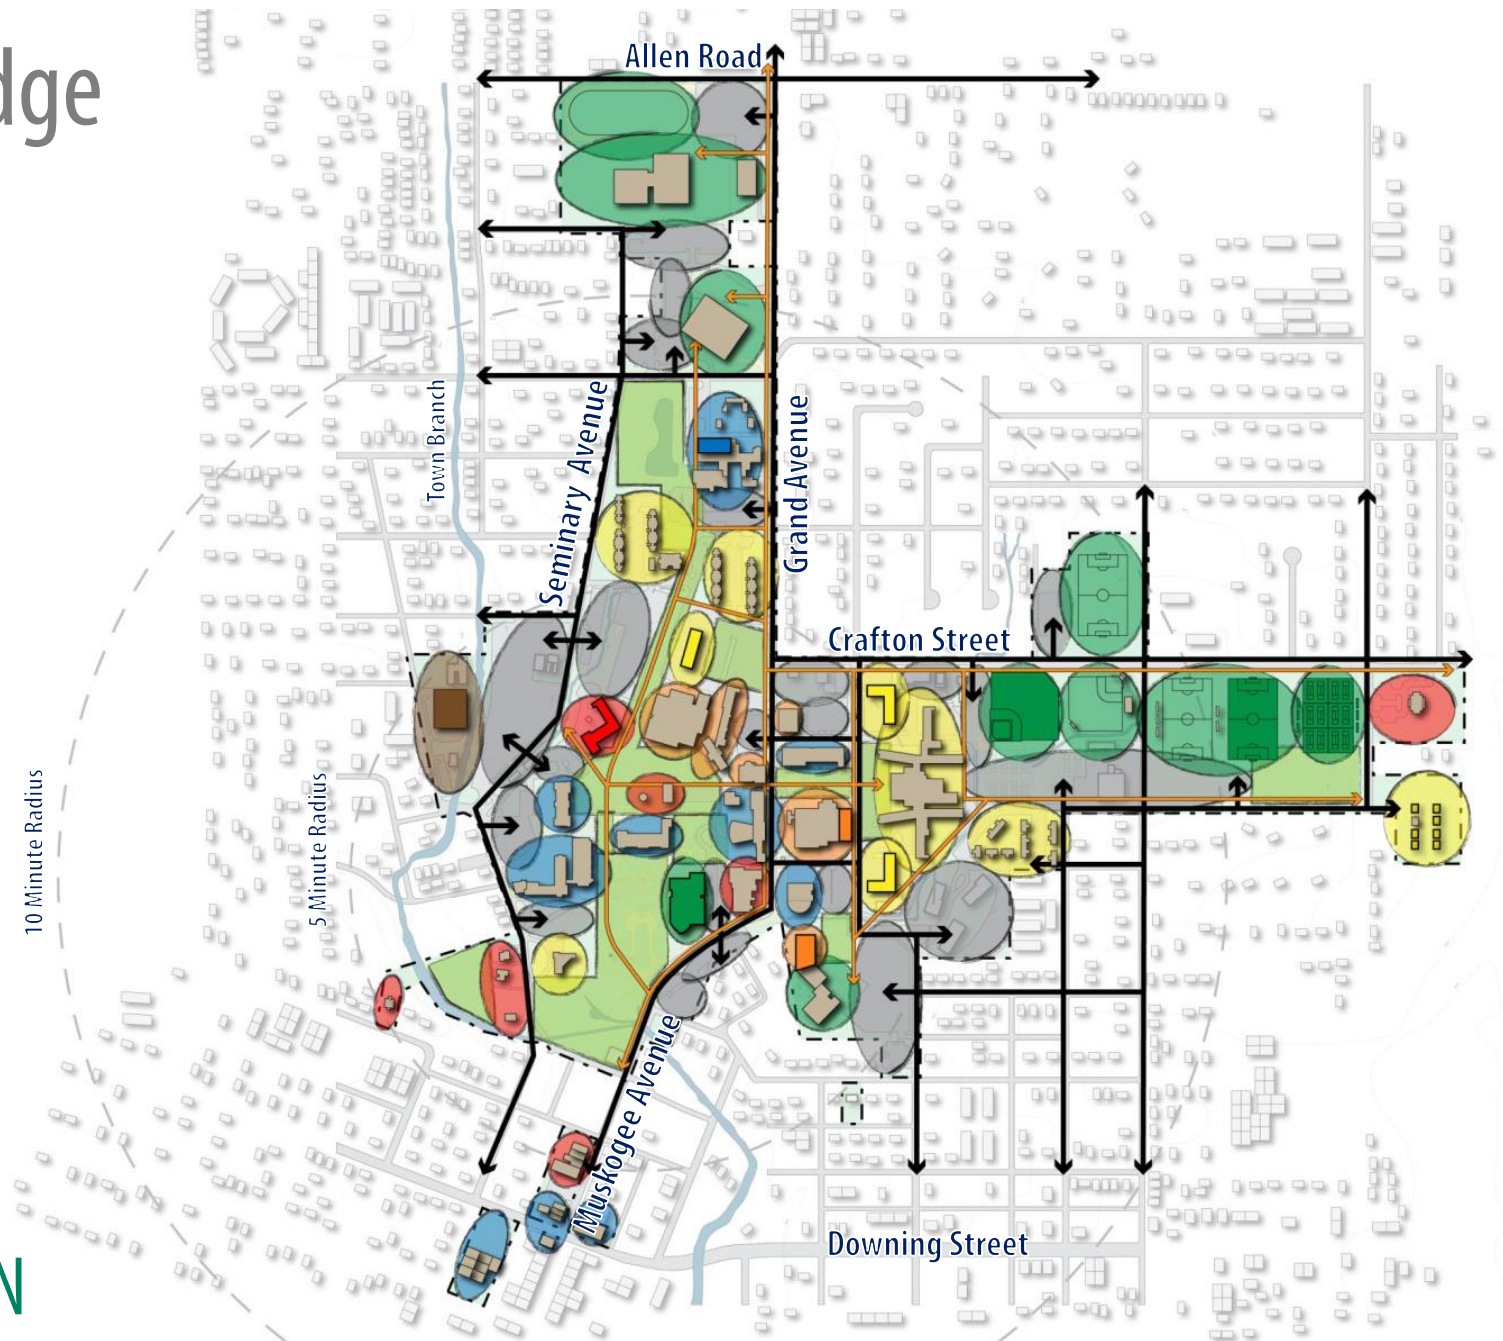 dge
Allen Road
Town Branch
Seminary Avenue
Grand Avenue
Crafton Street
10 Minute Radius
5 Minute Radius
Muskogee Avenue
Downing Street
N